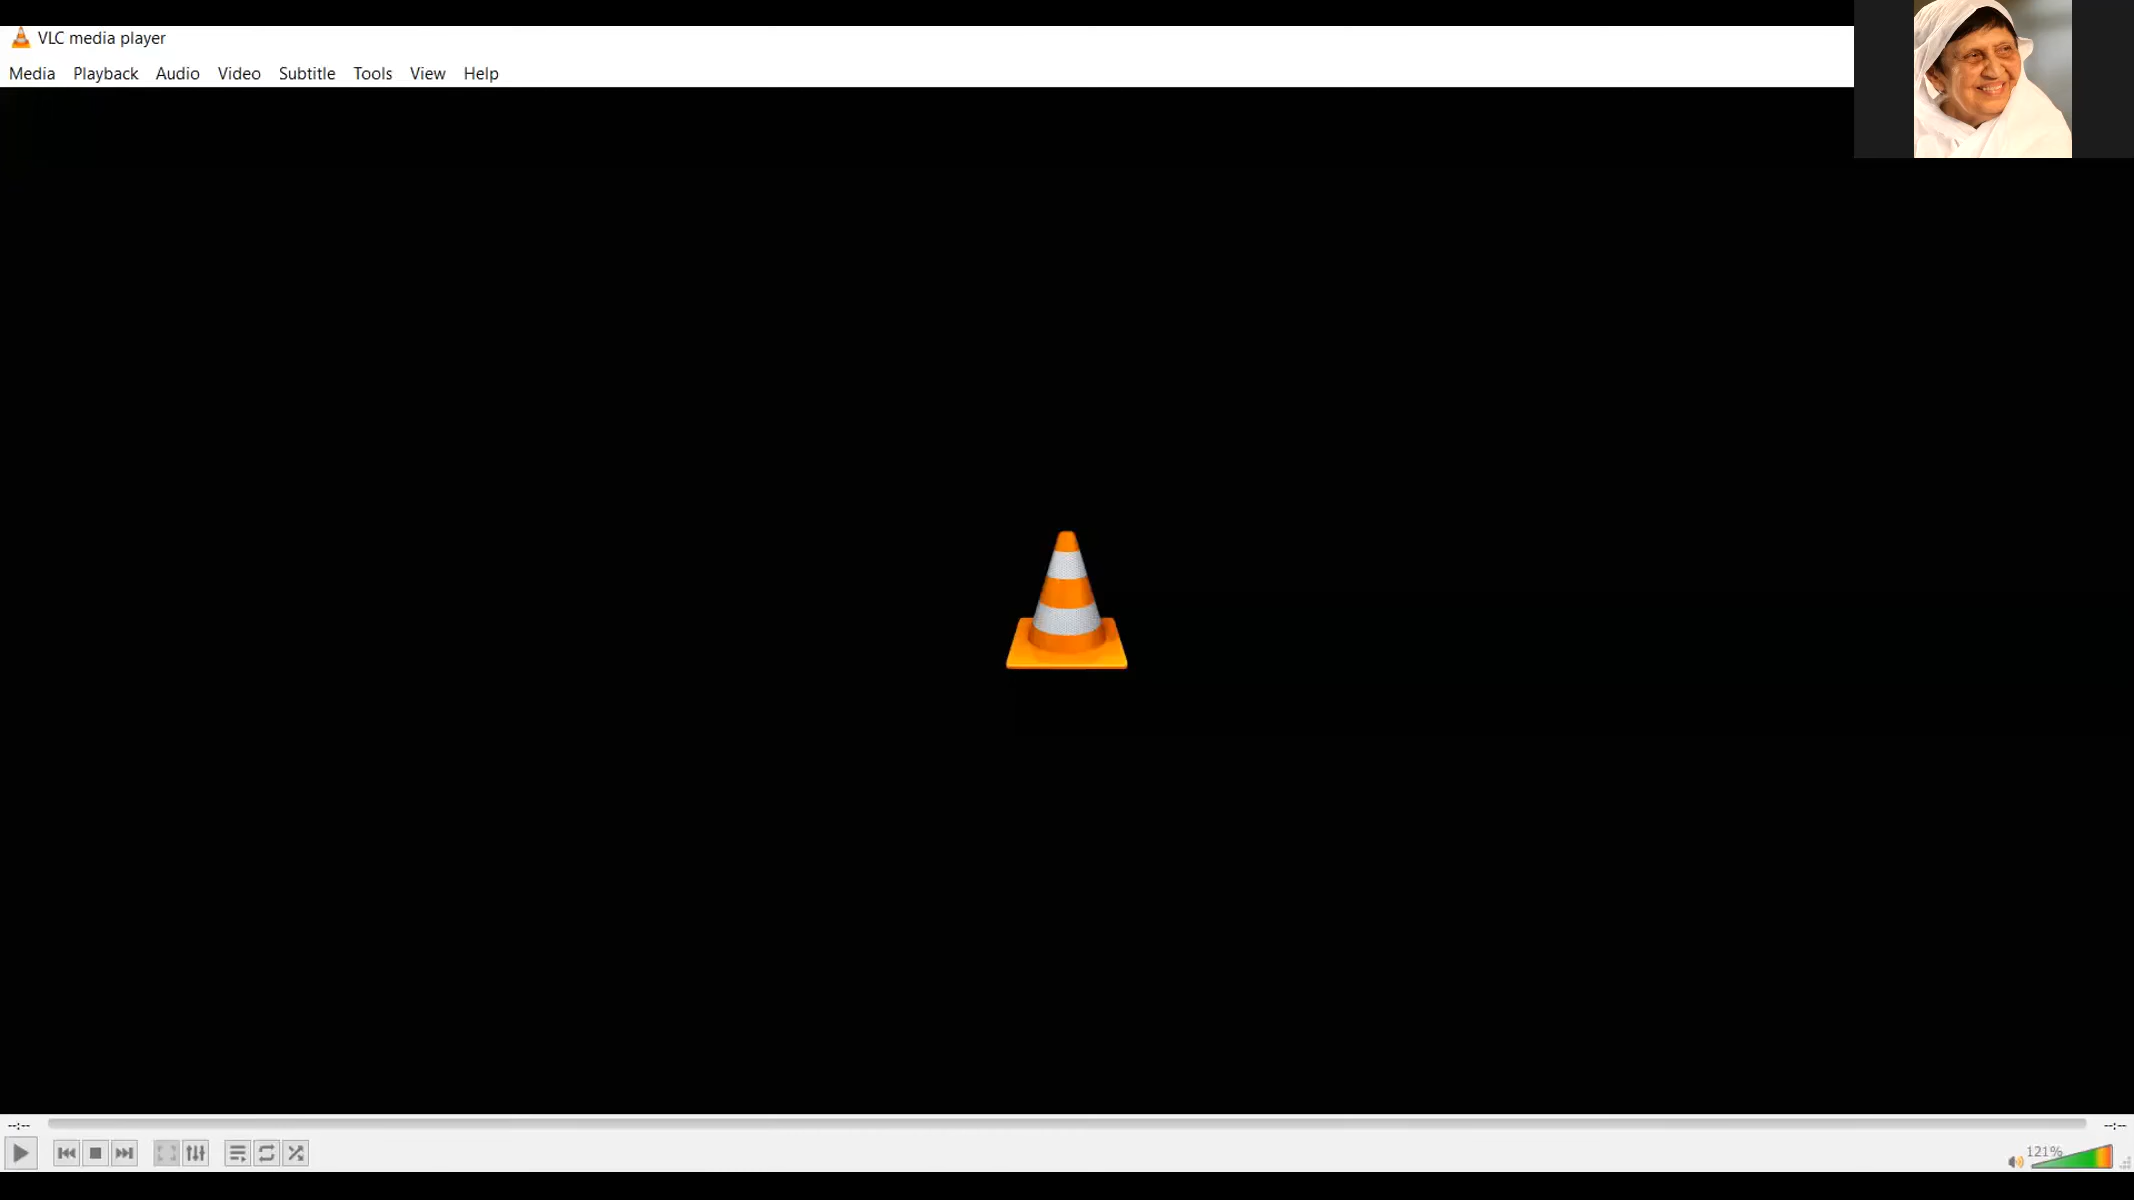 VLC media player
Media Playback Audio Video Subtitle Tools View Help
--:-- --:--
121%